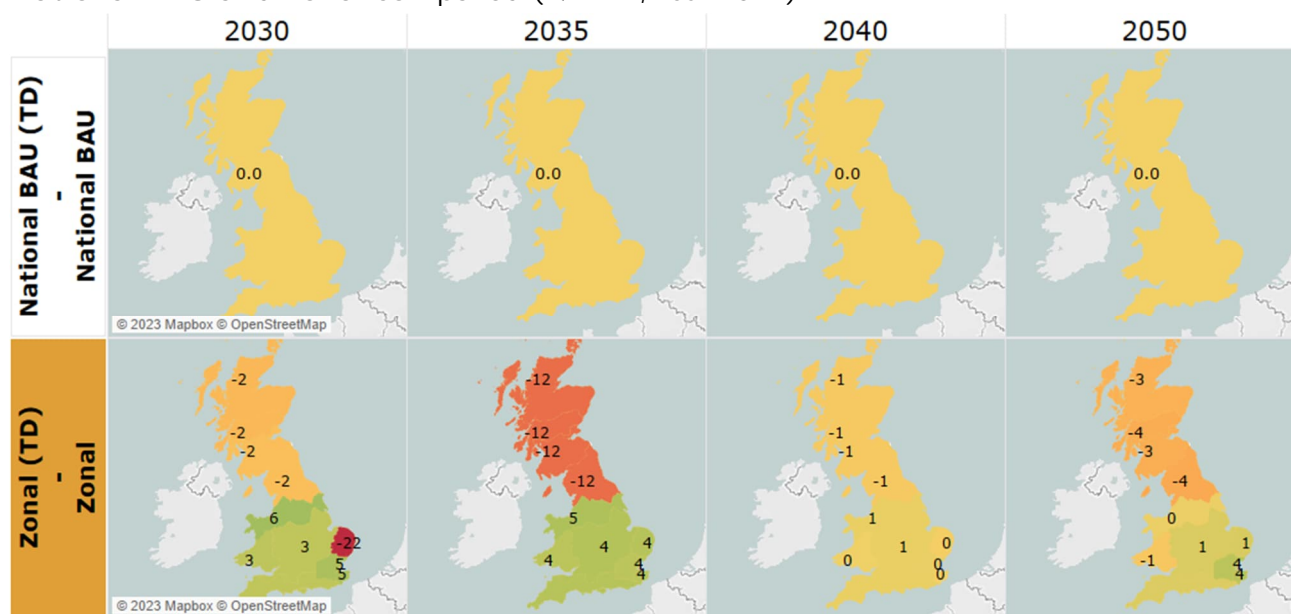 2030 2035 2040 2050
National BAU (TD)
-
National BAU
0.0 0.0 0.0 0.0
© 2023 Mapbox © OpenStreetMap
Zonal (TD)
-
Zonal
-2 -12 -1 -3
-2 -12 -1 -4
-2 -12 -1 -3
-2 -12 -1 -4
6 5 1 0
3 -22 4 4 1 0 1 1
3 5 4 4 0 0 -1 4
5 4 0 4
© 2023 Mapbox © OpenStreetMap